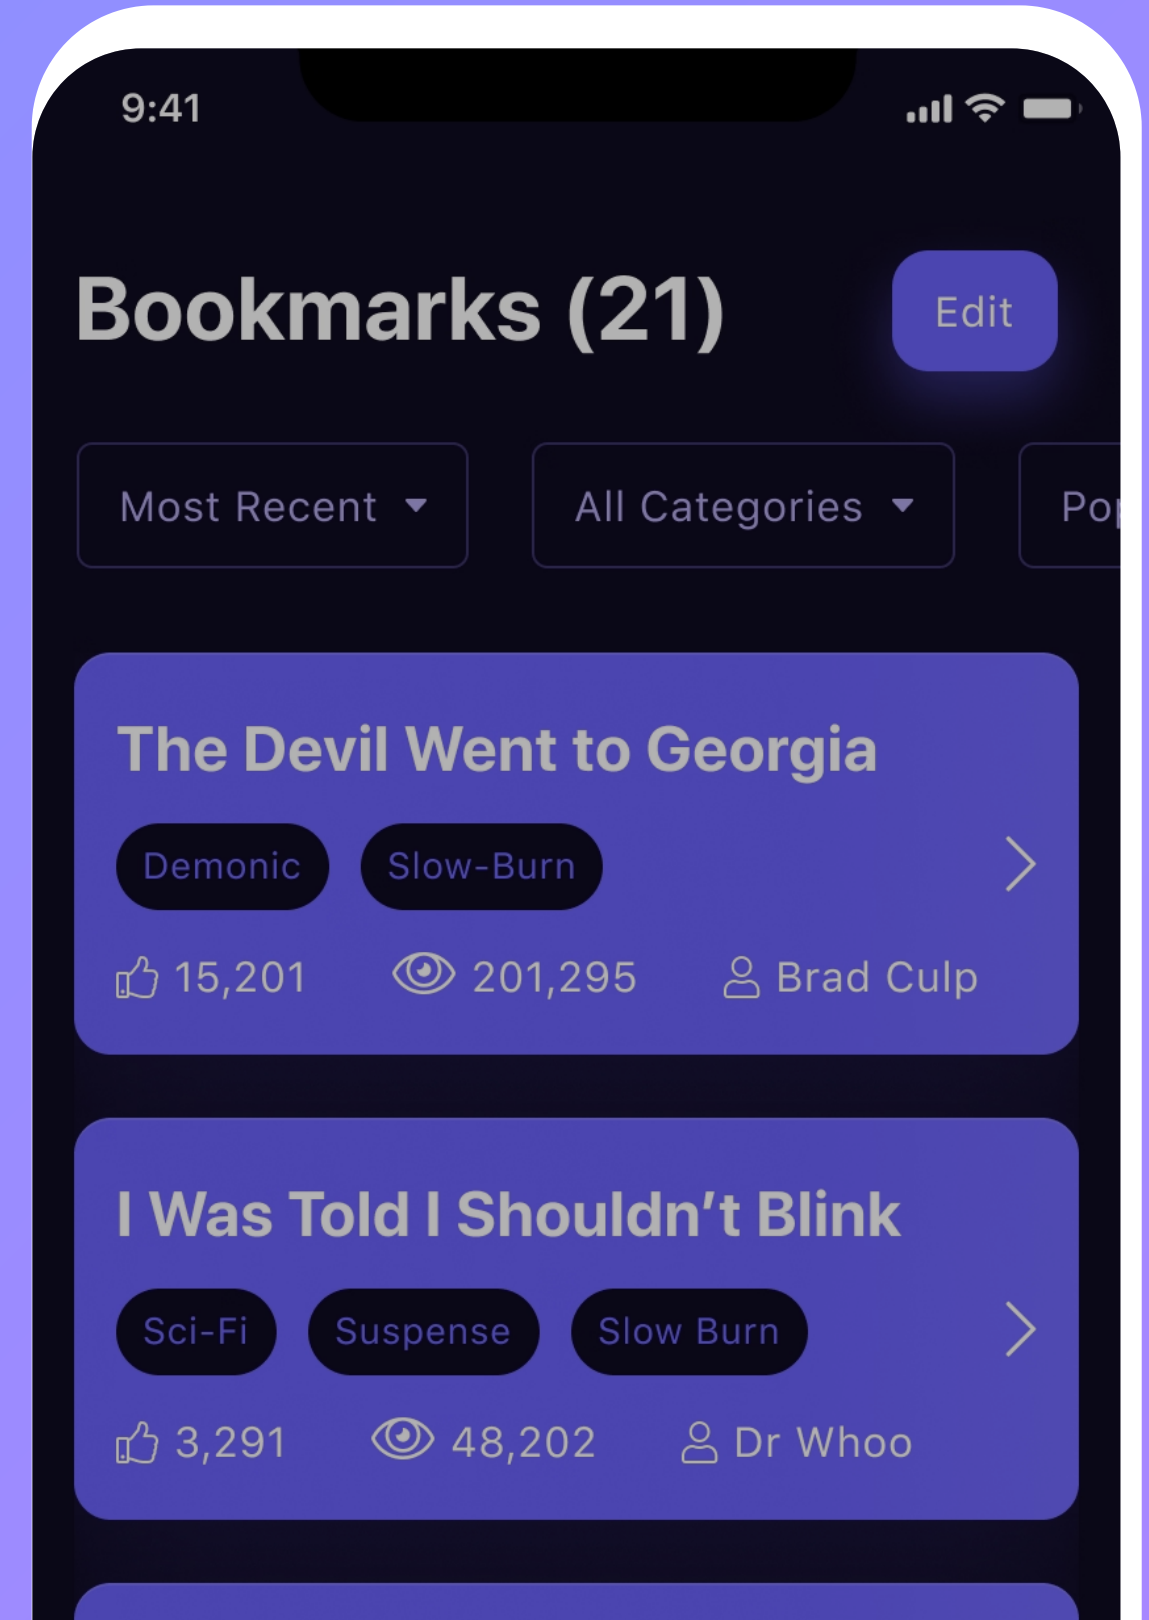 9:41
Bookmarks (21)
Edit
Most Recent
All Categories
The Devil Went to Georgia
Demonic
Slow-Burn
15,201
201,295
Brad Culp
I Was Told I Shouldn’t Blink
Sci-Fi
Suspense
Slow Burn
3,291
48,202
Dr Whoo